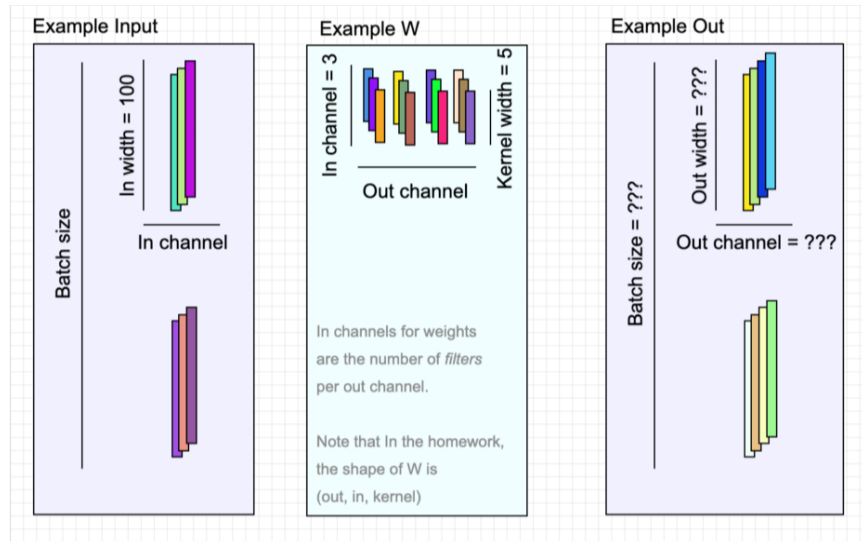 Example Input
In width = 100
In channel
Batch size
Example W
In channel = 3
Kernel width = 5
Out channel
In channels for weights
are the number of filters
per out channel.
Note that In the homework,
the shape of W is
(out, in, kernel)
Example Out
Out width = ???
Out channel = ???
Batch size = ???